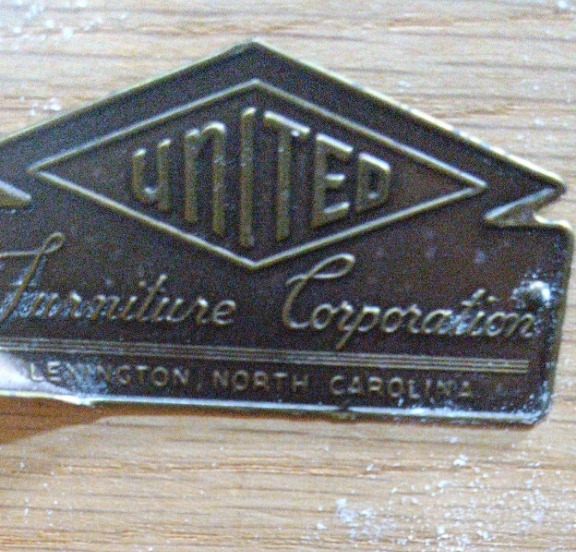 UNITED
Furniture Corporation
LEXINGTON, NORTH CAROLINA